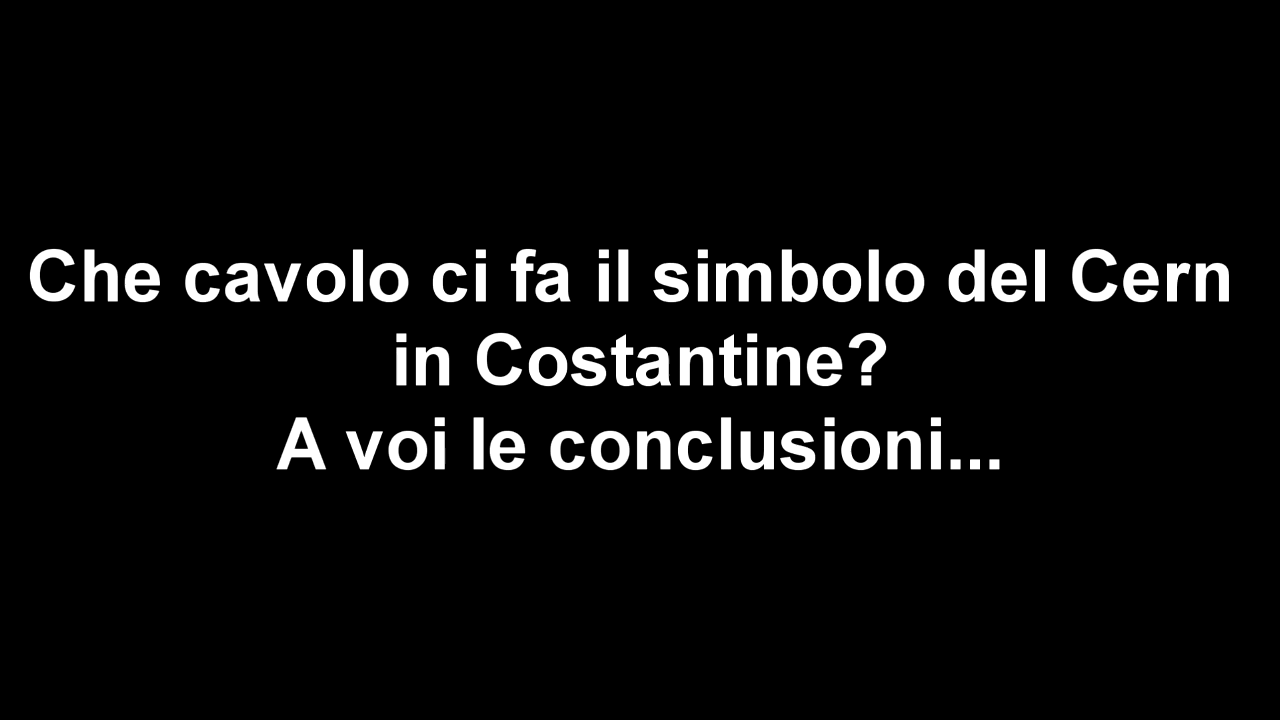 Che cavolo ci fa il simbolo del Cern
in Costantine?
A voi le conclusioni...